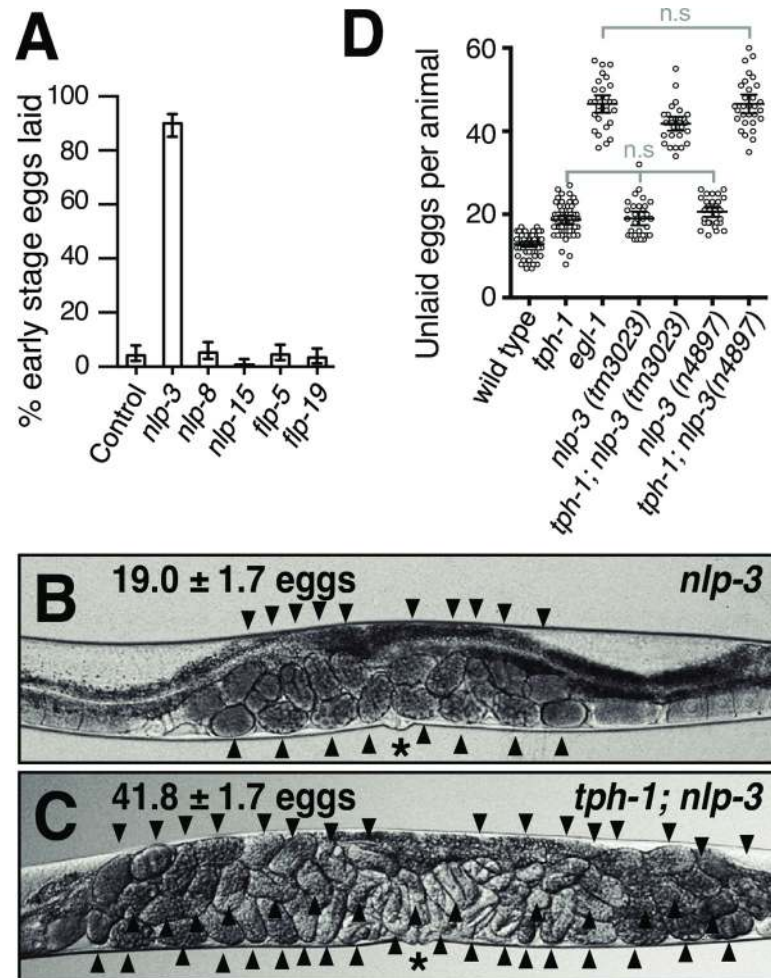 A
% early stage eggs laid
100
80
60
40
20
0
Control
nlp-3
nlp-8
nlp-15
flp-5
flp-19
D
Unlaid eggs per animal
60
40
20
0
n.s
n.s
wild type
tph-1
egl-1
nlp-3 (tm3023)
tph-1; nlp-3 (tm3023)
nlp-3 (n4897)
tph-1; nlp-3(n4897)
B
19.0 ± 1.7 eggs
nlp-3
*
C
41.8 ± 1.7 eggs
tph-1; nlp-3
*